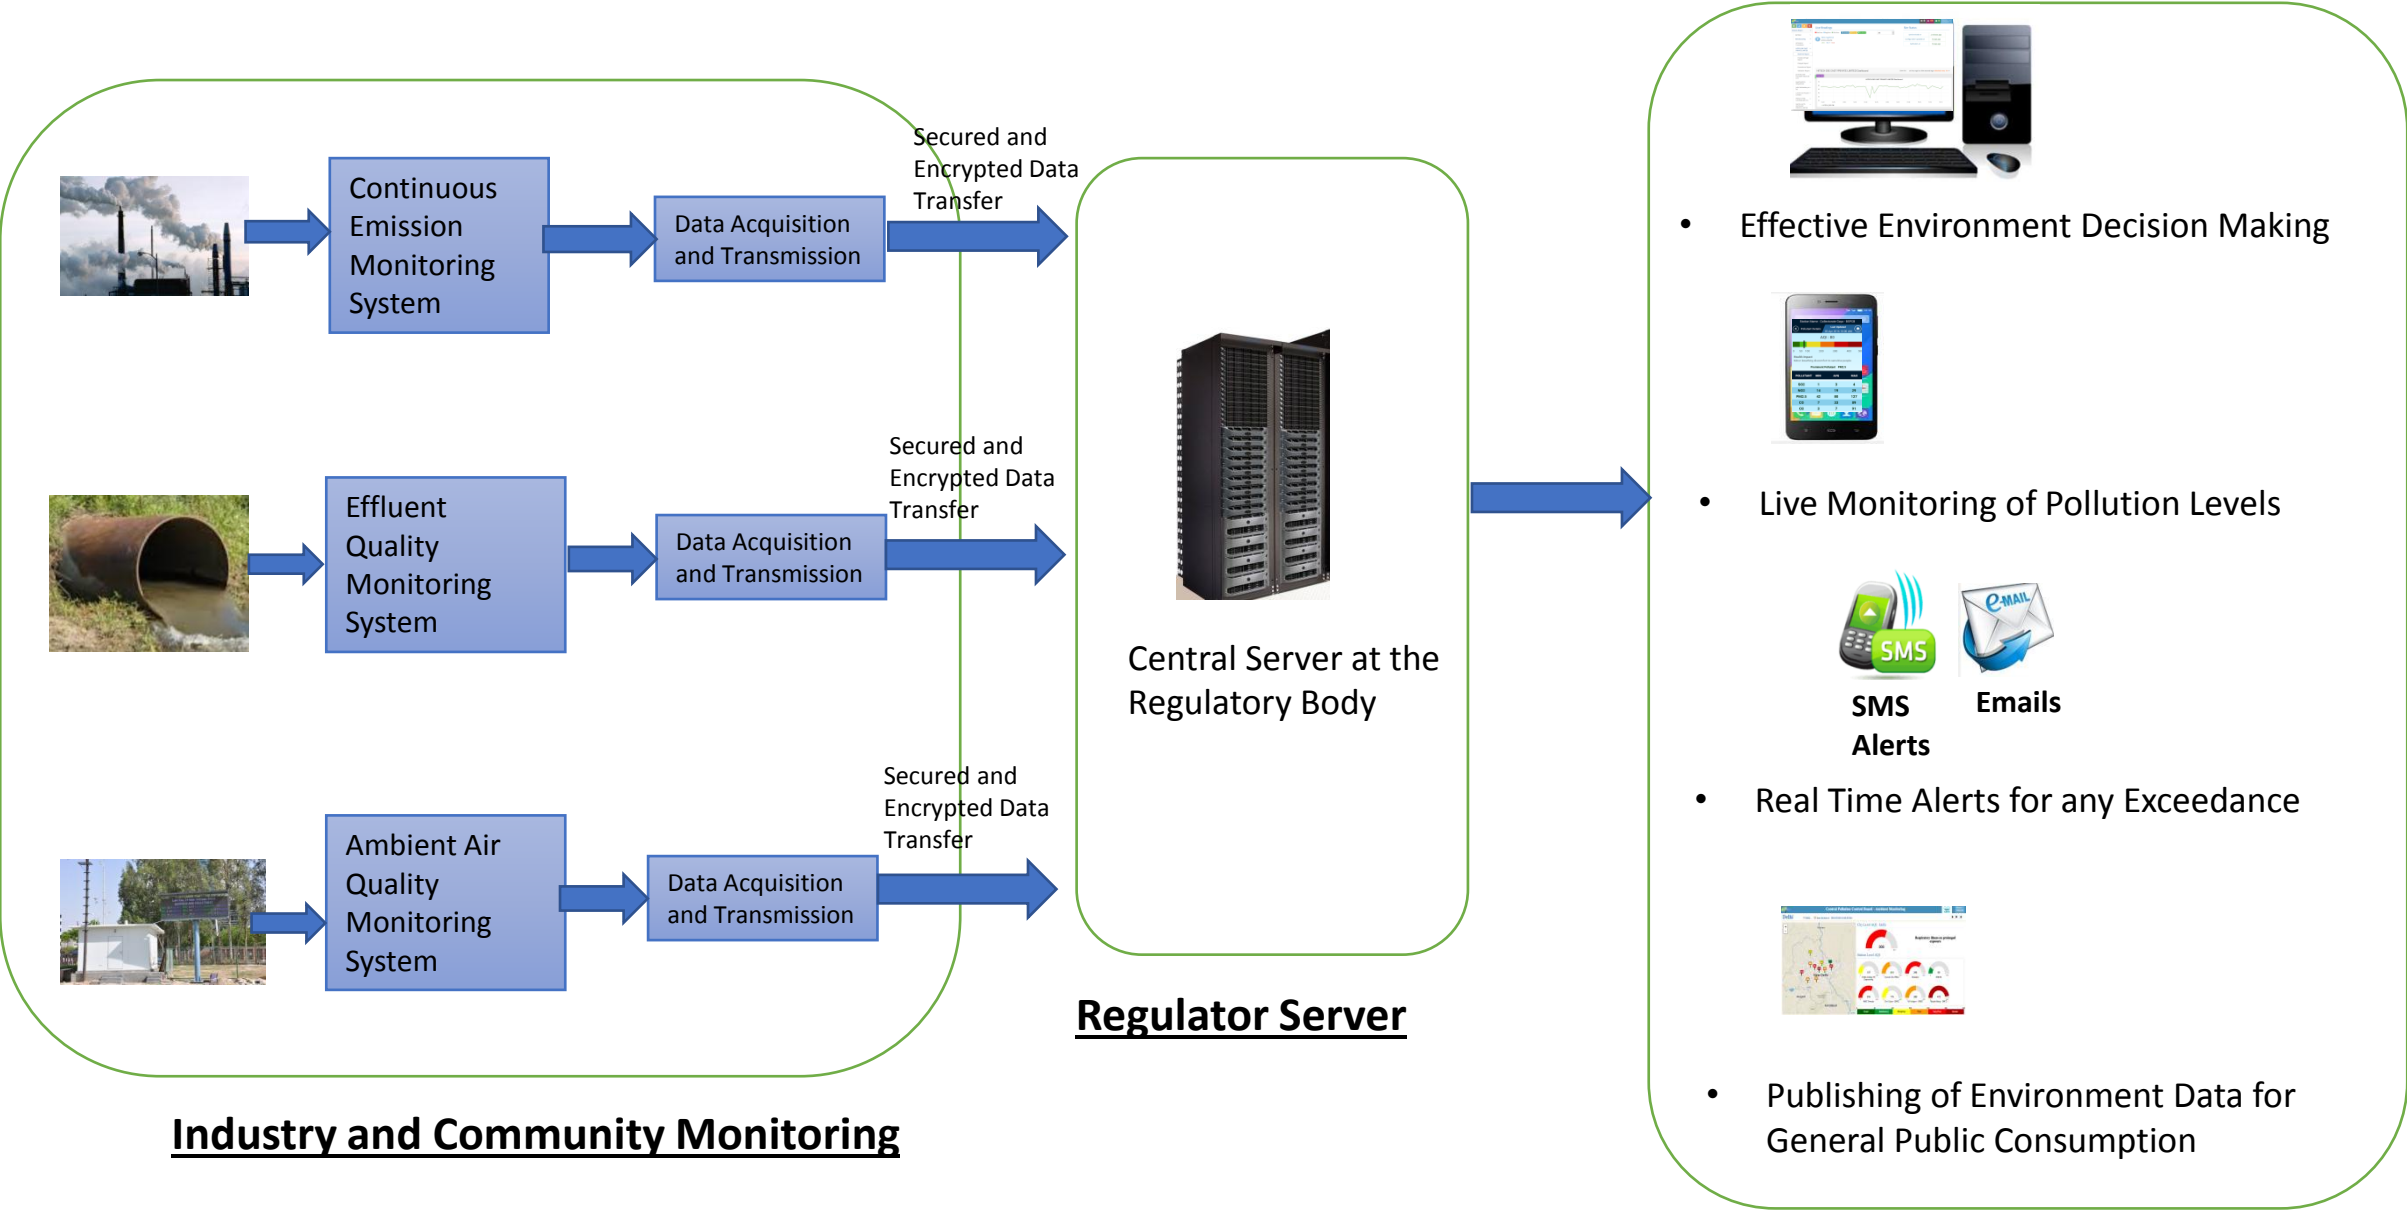 Continuous
Emission
Monitoring
System
Data Acquisition
and Transmission
Secured and
Encrypted Data
Transfer
Effluent
Quality
Monitoring
System
Data Acquisition
and Transmission
Secured and
Encrypted Data
Transfer
Ambient Air
Quality
Monitoring
System
Data Acquisition
and Transmission
Secured and
Encrypted Data
Transfer
Industry and Community Monitoring
Central Server at the
Regulatory Body
Regulator Server
• Effective Environment Decision Making
• Live Monitoring of Pollution Levels
SMS
e-MAIL
SMS
Alerts
Emails
• Real Time Alerts for any Exceedance
Delhi
• Publishing of Environment Data for
General Public Consumption